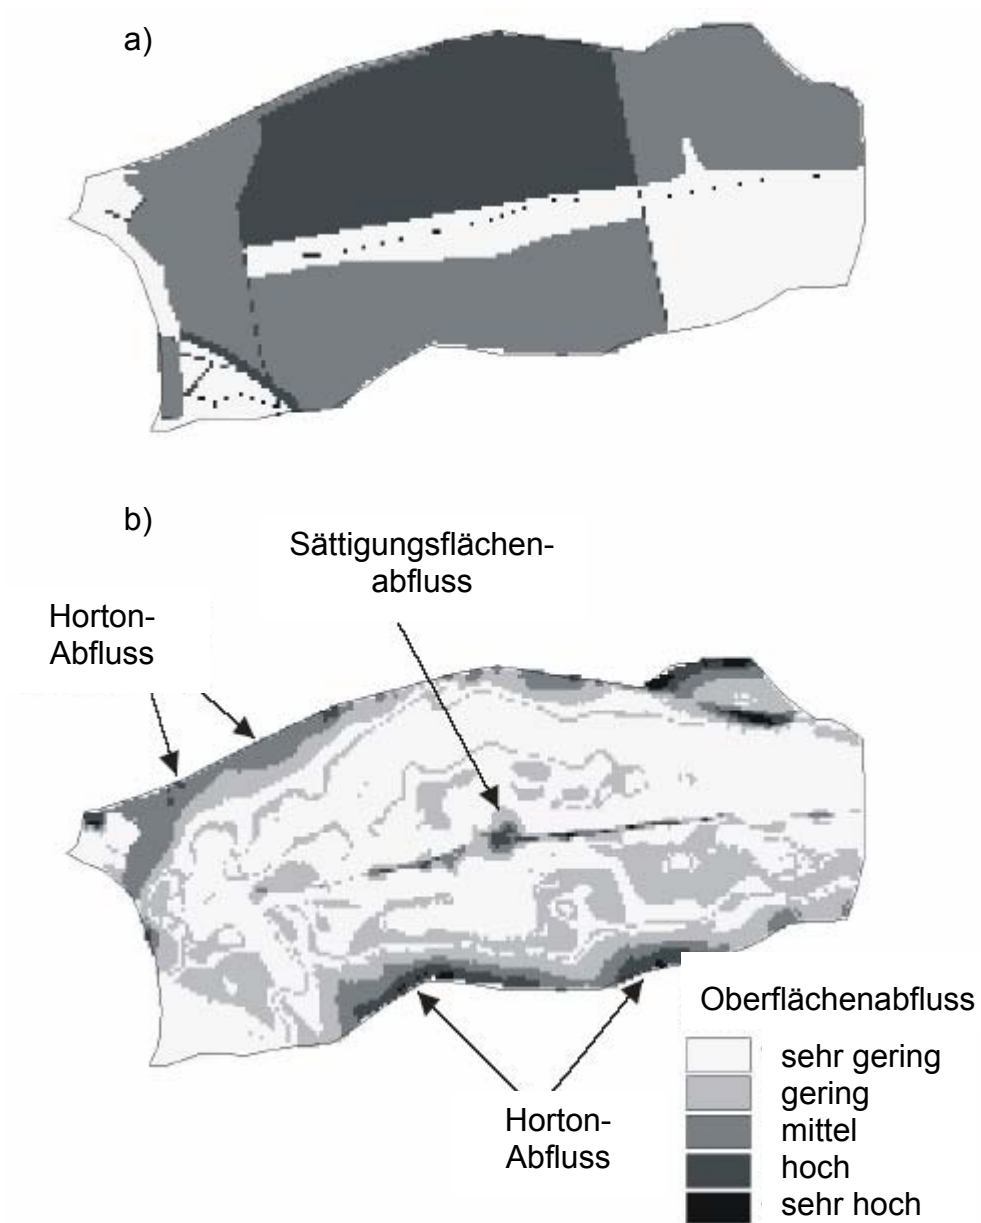 a)
b)
Sättigungsflächen-
abfluss
Horton-
Abfluss
Horton-
Abfluss
Oberflächenabfluss
sehr gering
gering
mittel
hoch
sehr hoch